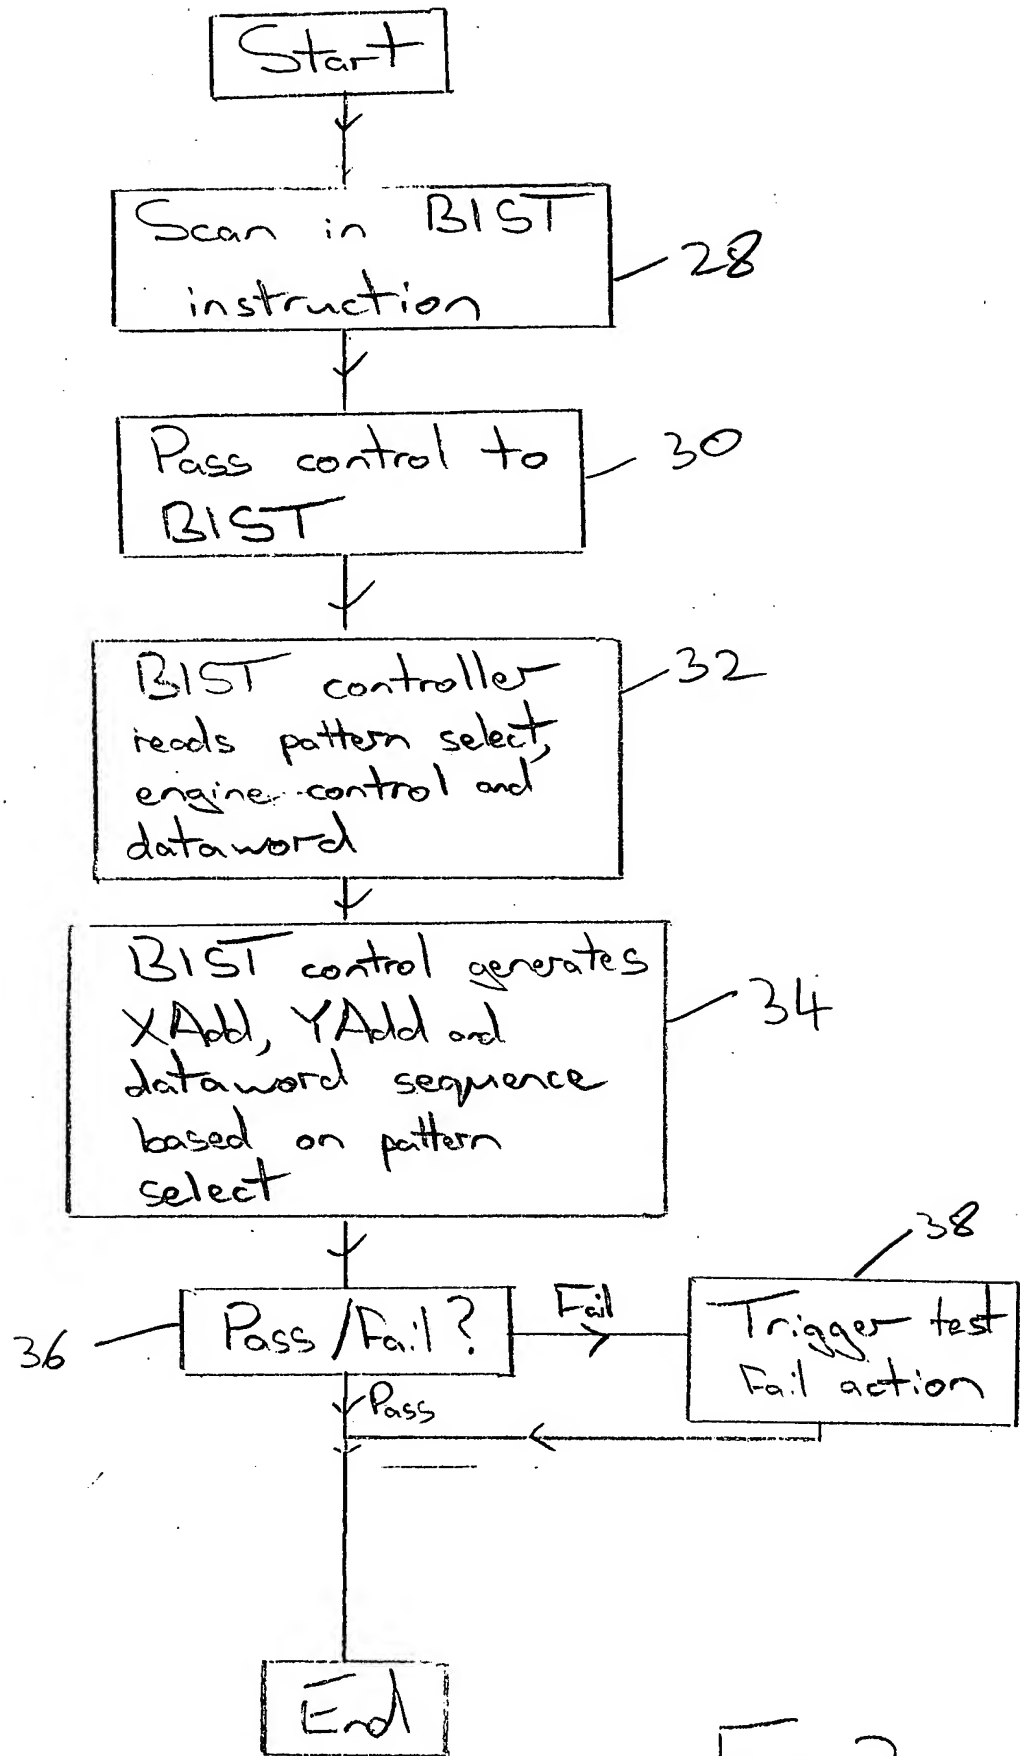 Start
Scan in BIST
instruction
28
Pass control to
BIST
30
BIST controller
reads pattern select,
engine control and
dataword
32
BIST control generates
XAdd, YAdd and
dataword sequence
based on pattern
select
34
36
Pass/Fail?
Fail
38
Trigger test
Fail action
Pass
End